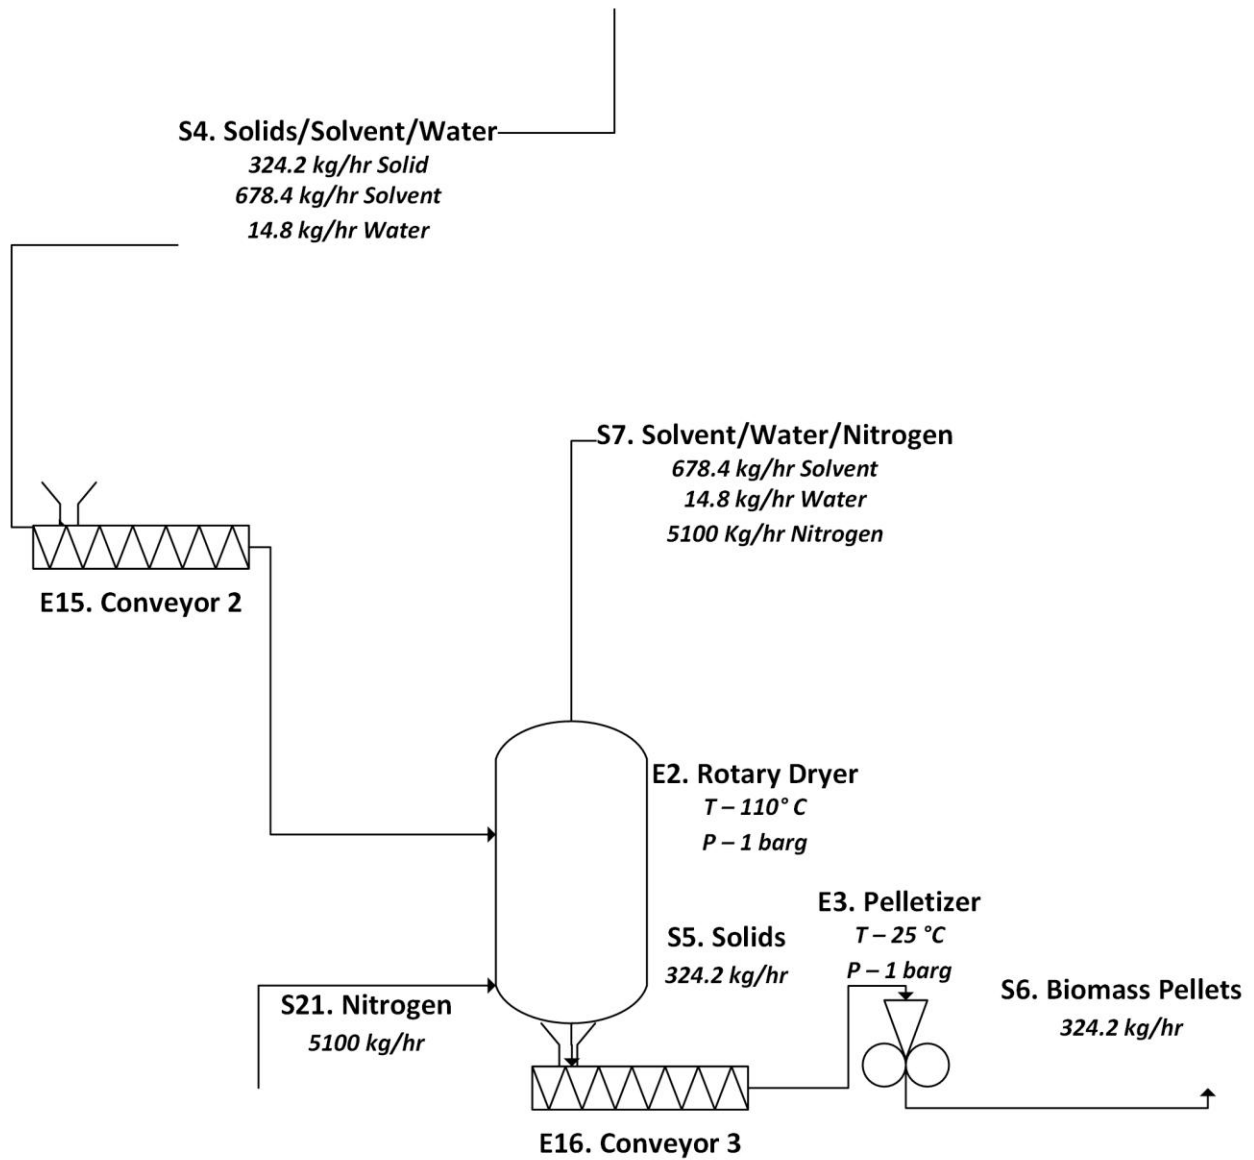 S4. Solids/Solvent/Water
324.2 kg/hr Solid
678.4 kg/hr Solvent
14.8 kg/hr Water
S7. Solvent/Water/Nitrogen
678.4 kg/hr Solvent
14.8 kg/hr Water
5100 Kg/hr Nitrogen
E15. Conveyor 2
E2. Rotary Dryer
T – 110° C
P – 1 barg
E3. Pelletizer
T – 25 °C
P – 1 barg
S5. Solids
324.2 kg/hr
S6. Biomass Pellets
324.2 kg/hr
S21. Nitrogen
5100 kg/hr
E16. Conveyor 3